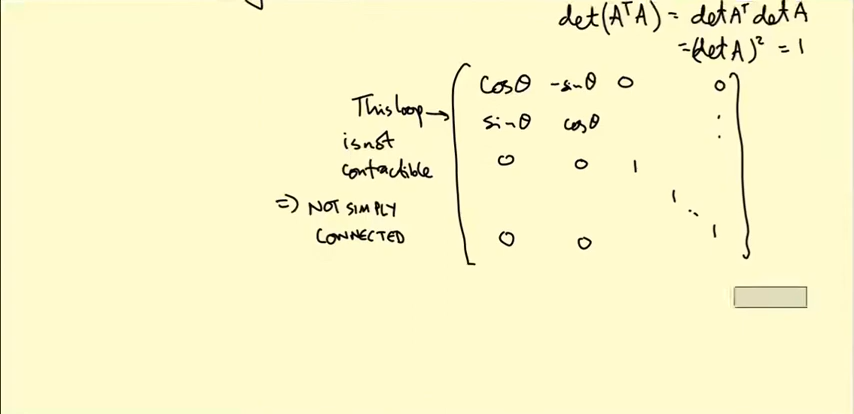 det(AᵀA) = detAᵀ detA
=(detA)² = 1
cosθ -sinθ 0 0
This loop →
sinθ cosθ :
is not
0 0 1
contactible
1
⇒) NOT SIMPLY
⋱
1
CONNECTED
0 0